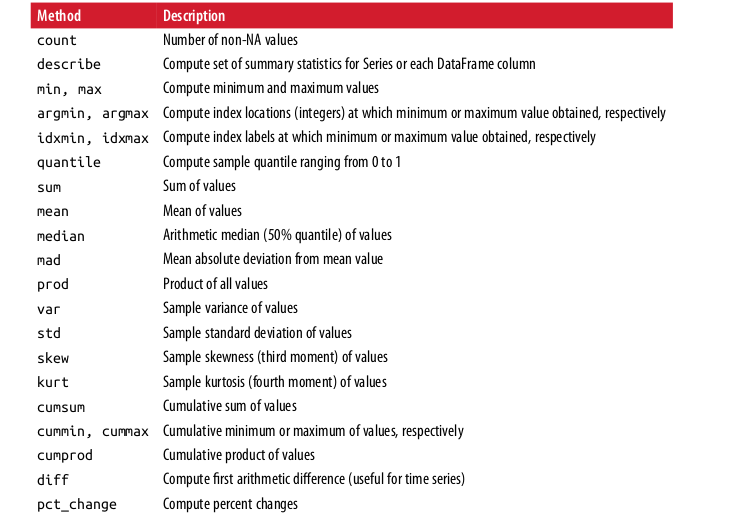 Method Description
count Number of non-NA values
describe Compute set of summary statistics for Series or each DataFrame column
min, max Compute minimum and maximum values
argmin, argmax Compute index locations (integers) at which minimum or maximum value obtained, respectively
idxmin, idxmax Compute index labels at which minimum or maximum value obtained, respectively
quantile Compute sample quantile ranging from 0 to 1
sum Sum of values
mean Mean of values
median Arithmetic median (50% quantile) of values
mad Mean absolute deviation from mean value
prod Product of all values
var Sample variance of values
std Sample standard deviation of values
skew Sample skewness (third moment) of values
kurt Sample kurtosis (fourth moment) of values
cumsum Cumulative sum of values
cummin, cummax Cumulative minimum or maximum of values, respectively
cumprod Cumulative product of values
diff Compute first arithmetic difference (useful for time series)
pct_change Compute percent changes